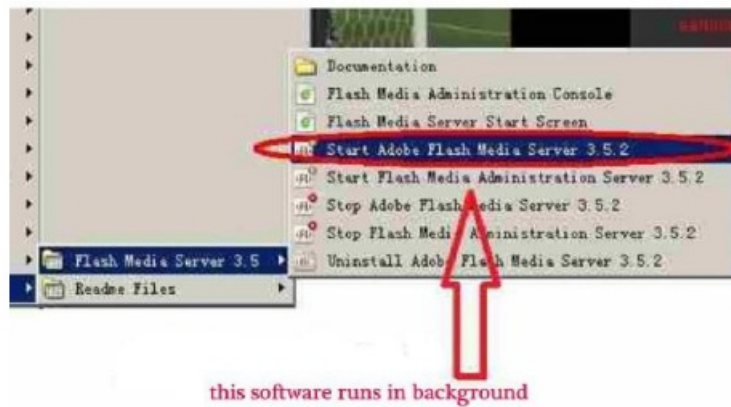 Documentation
Flash Media Administration Console
Flash Media Server Start Screen
Start Adobe Flash Media Server 3.5.2
Start Flash Media Administration Server 3.5.2
Stop Adobe Flash Media Server 3.5.2
Stop Flash Media Administration Server 3.5.2
Flash Media Server 3.5
Uninstall Adobe Flash Media Server 3.5.2
Readme Files
this software runs in background